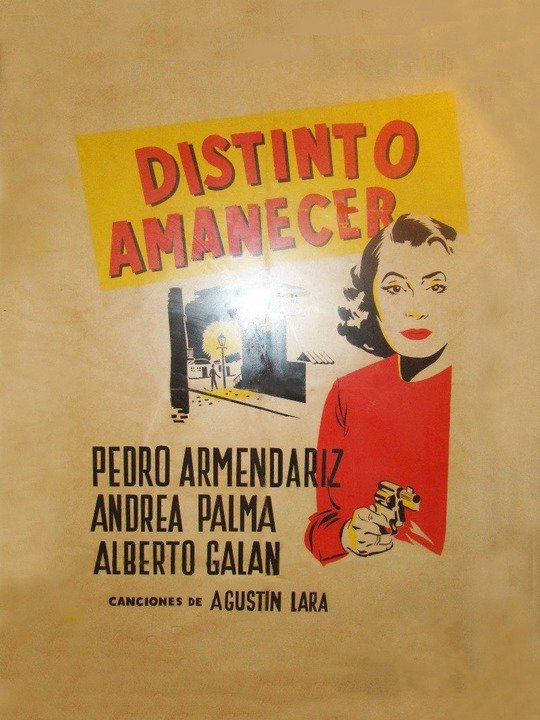 DISTINTO
AMANECER
PEDRO ARMENDARIZ
ANDREA PALMA
ALBERTO GALAN
CANCIONES DE AGUSTIN LARA